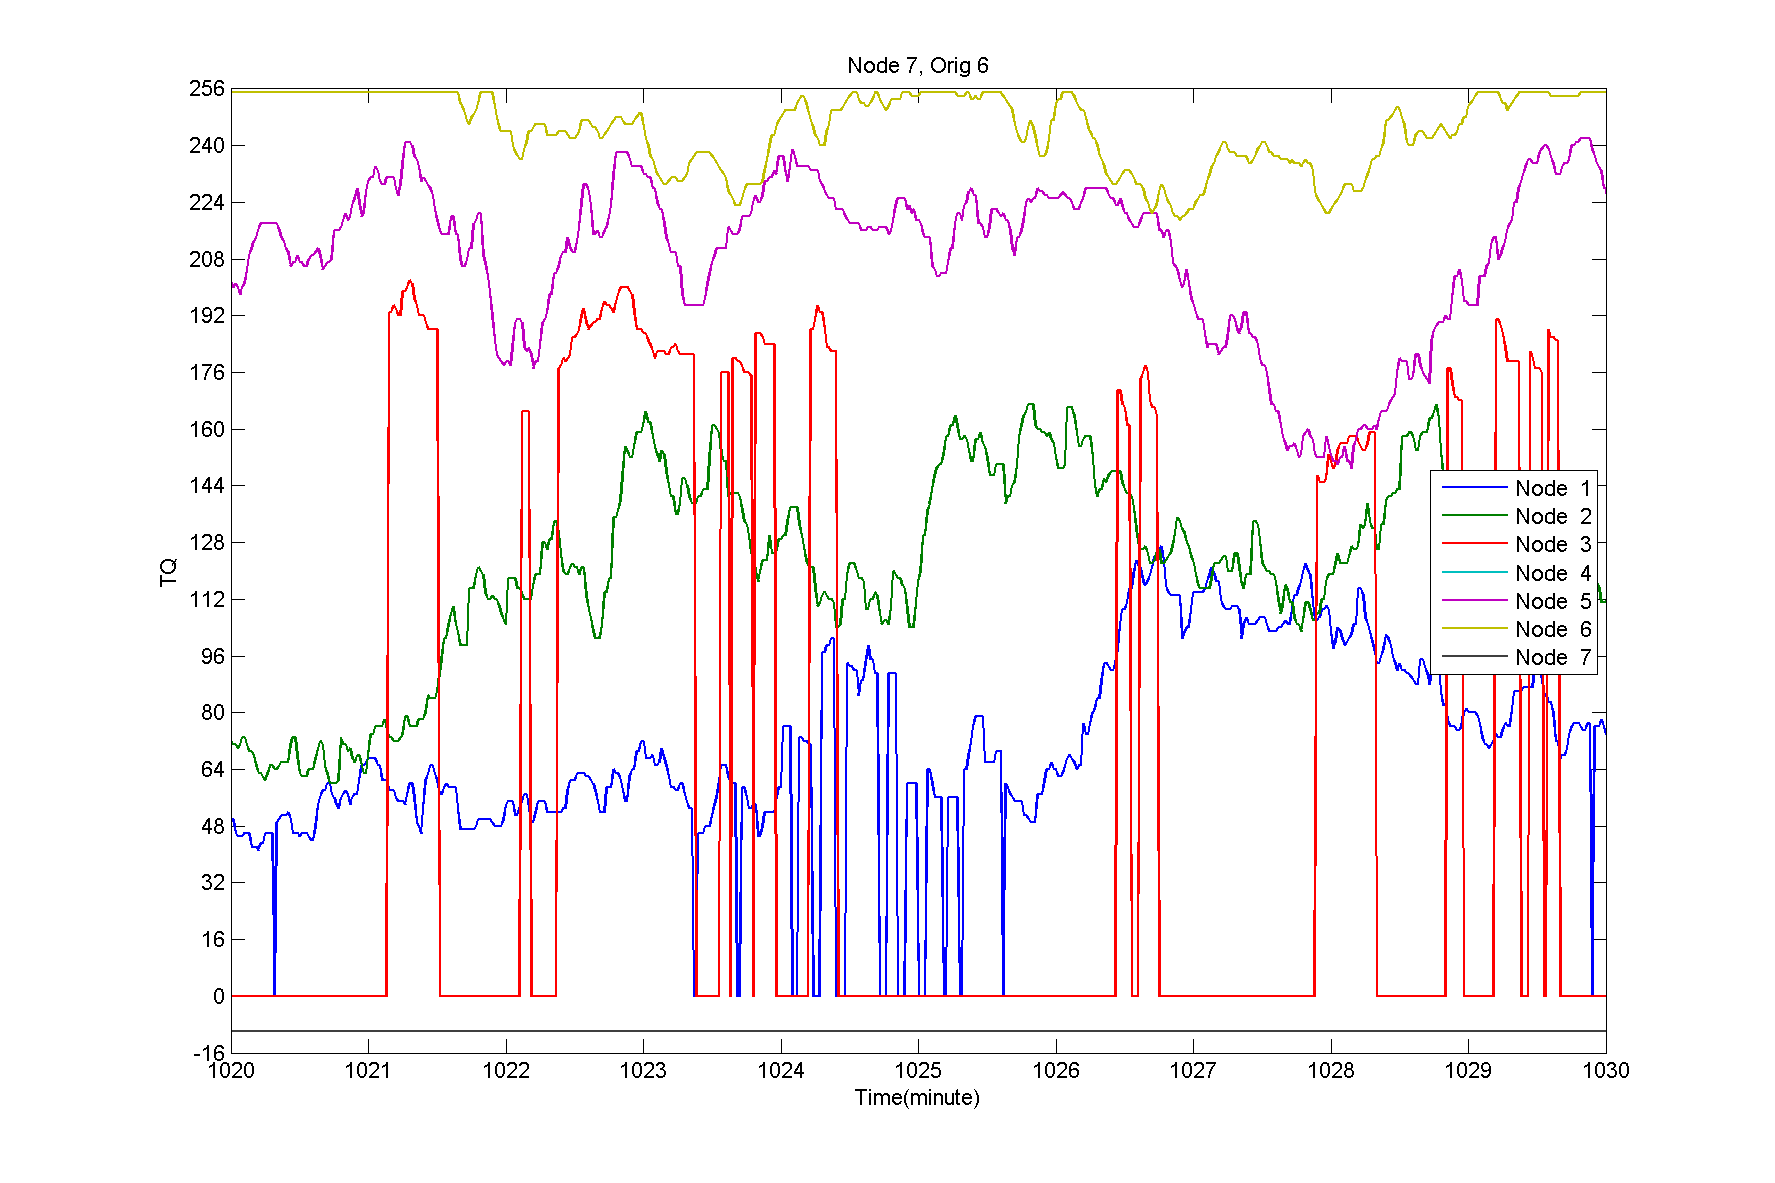 Node 7, Orig 6
256
240
224
208
192
176
160
144
128
112
96
80
64
48
32
16
0
-16
TQ
Node 1
Node 2
Node 3
Node 4
Node 5
Node 6
Node 7
1020 1021 1022 1023 1024 1025 1026 1027 1028 1029 1030
Time(minute)